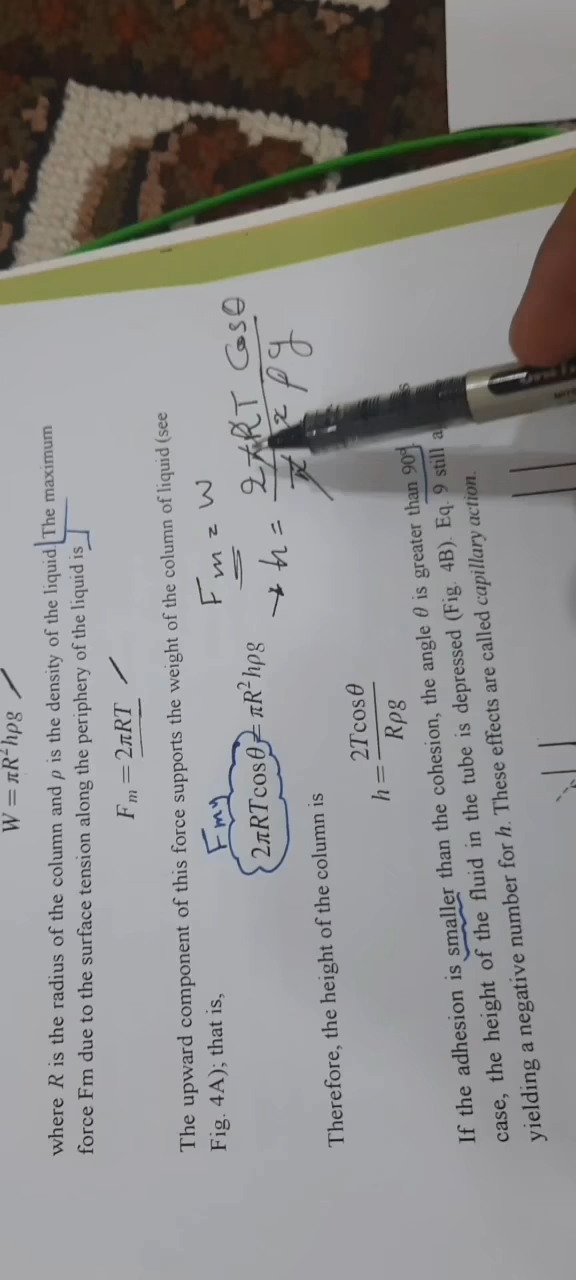 W = πR²hρg
where R is the radius of the column and ρ is the density of the liquid. The maximum
force Fm due to the surface tension along the periphery of the liquid is
Fₘ = 2πRT
The upward component of this force supports the weight of the column of liquid (see
Fig. 4A); that is,
Fmy
Fm = W
2πRT cosθ = πR²hρg
→ h = 2πRT Cosθ / π ² ρg
Therefore, the height of the column is
h = 2T cosθ / Rρg
If the adhesion is smaller than the cohesion, the angle θ is greater than 90
case, the height of the fluid in the tube is depressed (Fig. 4B). Eq. 9 still a
yielding a negative number for h. These effects are called capillary action.